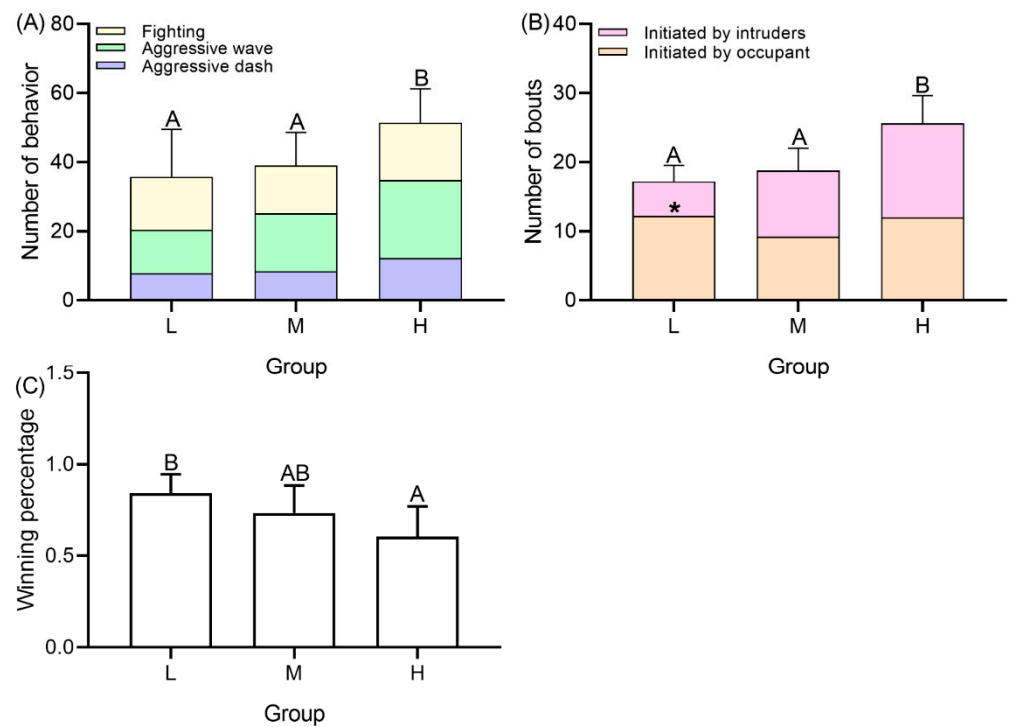 (A)
80
60
40
20
0
Number of behavior
Fighting
Aggressive wave
Aggressive dash
A
A
B
L M H
Group
(B)
40
30
20
10
0
Number of bouts
Initiated by intruders
Initiated by occupant
A
*
A
B
L M H
Group
(C)
1.5
1.0
0.5
0.0
Winning percentage
B
AB
A
L M H
Group